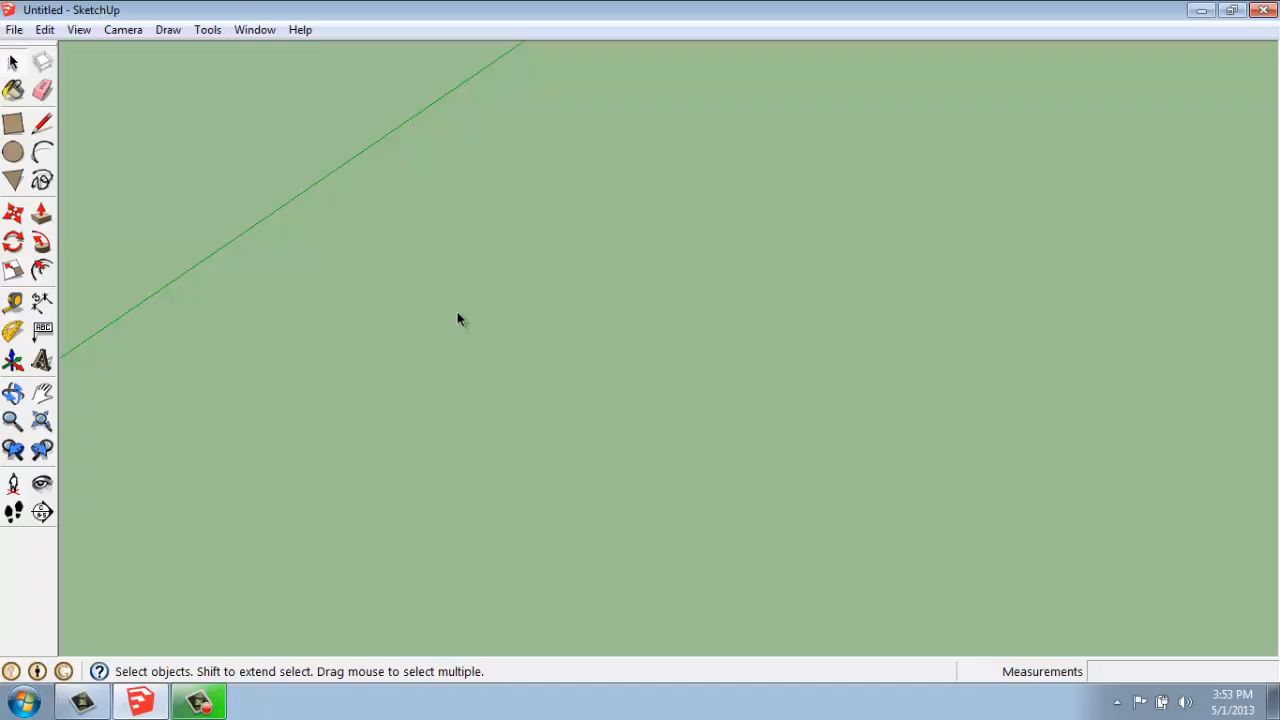 Untitled - SketchUp
File Edit View Camera Draw Tools Window Help
ABC
A
Select objects. Shift to extend select. Drag mouse to select multiple.
Measurements
3:53 PM
5/1/2013